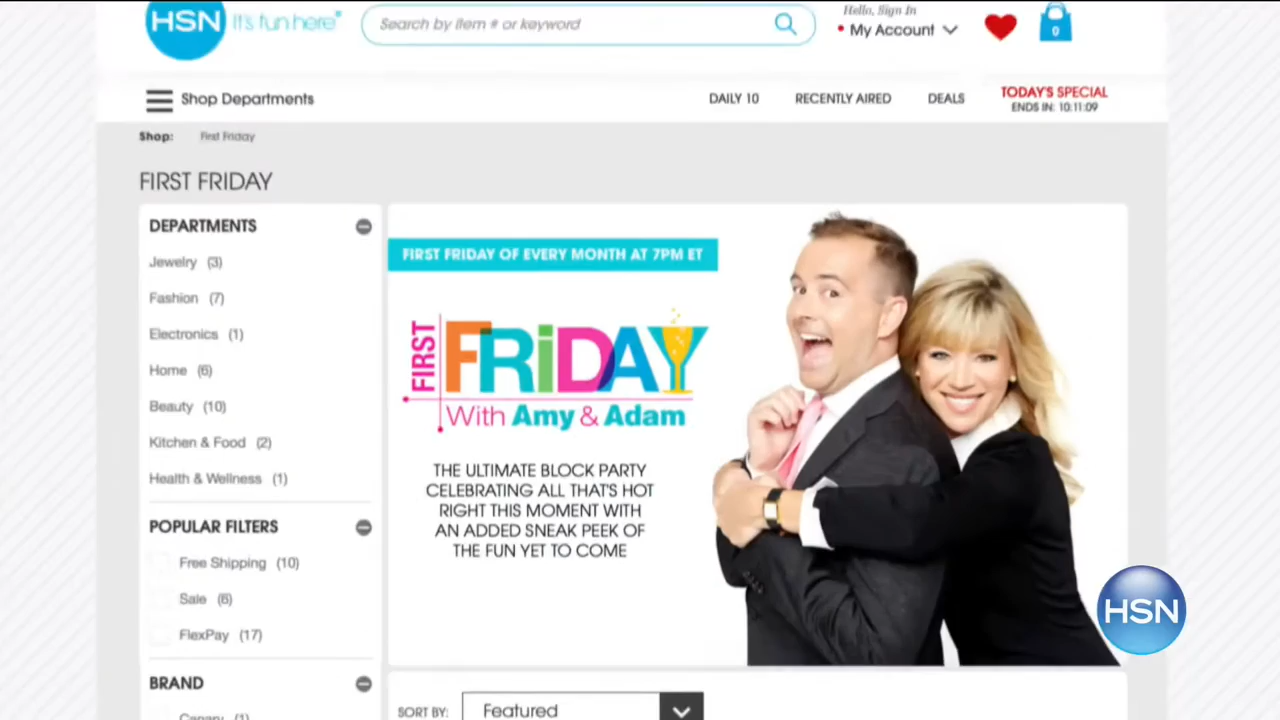 HSN it's fun here®
Search by item # or keyword
Hello, Sign In
My Account
0
Shop Departments
DAILY 10
RECENTLY AIRED
DEALS
TODAY'S SPECIAL
ENDS IN: 10:11:09
Shop: First Friday
FIRST FRIDAY
DEPARTMENTS
Jewelry (3)
Fashion (7)
Electronics (1)
Home (6)
Beauty (10)
Kitchen & Food (2)
Health & Wellness (1)
POPULAR FILTERS
Free Shipping (10)
Sale (6)
FlexPay (17)
BRAND
Canary (1)
FIRST FRIDAY OF EVERY MONTH AT 7PM ET
FIRST FRiDAY
With Amy & Adam
THE ULTIMATE BLOCK PARTY
CELEBRATING ALL THAT'S HOT
RIGHT THIS MOMENT WITH
AN ADDED SNEAK PEEK OF
THE FUN YET TO COME
SORT BY: Featured
HSN